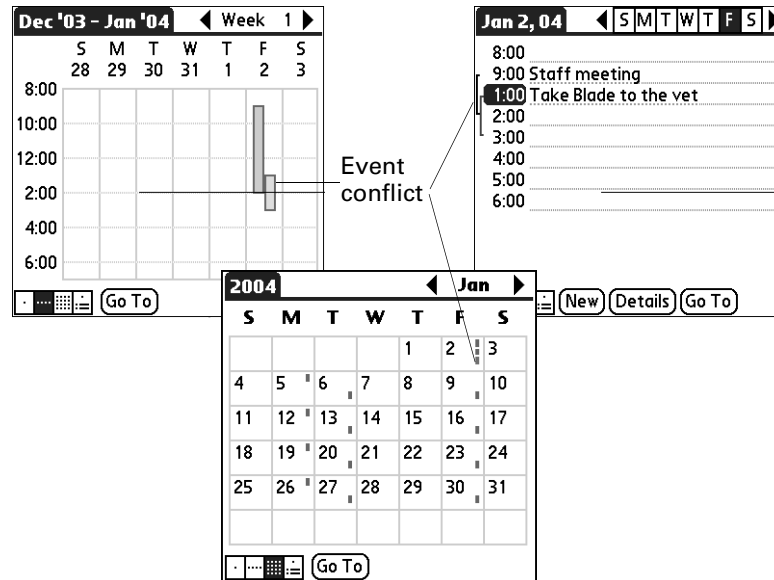 Dec '03 - Jan '04 Week 1
S M T W T F S
28 29 30 31 1 2 3
8:00
10:00
12:00
2:00
4:00
6:00
Go To
Event
conflict
Jan 2, 04 S M T W T F S
8:00
9:00 Staff meeting
1:00 Take Blade to the vet
2:00
3:00
4:00
5:00
6:00
New Details Go To
2004 Jan
S M T W T F S
1 2 3
4 5 6 7 8 9 10
11 12 13 14 15 16 17
18 19 20 21 22 23 24
25 26 27 28 29 30 31
Go To